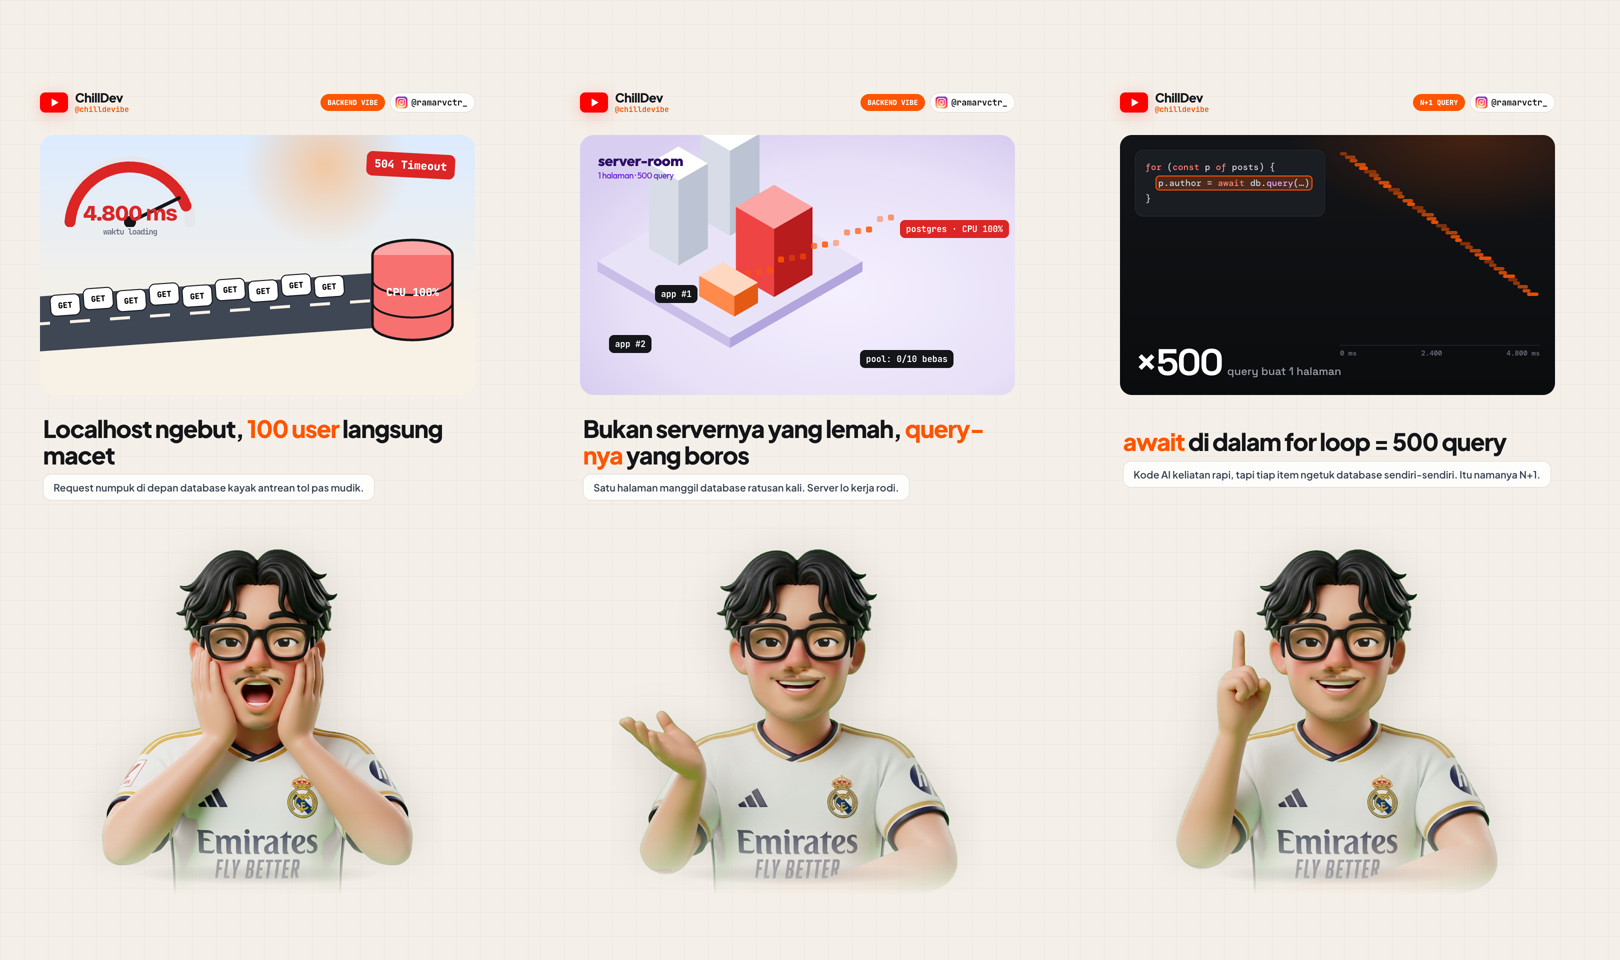 ChillDev
@chilldevibe
BACKEND VIBE
@ramarvctr_
504 Timeout
4.800 ms
waktu loading
GET
GET
GET
GET
GET
GET
GET
GET
GET
CPU 100%
Localhost ngebut, 100 user langsung
macet
Request numpuk di depan database kayak antrean tol pas mudik.
Emirates
FLY BETTER
ChillDev
@chilldevibe
BACKEND VIBE
@ramarvctr_
server-room
1 halaman · 500 query
postgres · CPU 100%
app #1
app #2
pool: 0/10 bebas
Bukan servernya yang lemah, query-
nya yang boros
Satu halaman manggil database ratusan kali. Server lo kerja rodi.
Emirates
FLY BETTER
ChillDev
@chilldevibe
N+1 QUERY
@ramarvctr_
for (const p of posts) {
p.author = await db.query(…)
}
×500 query buat 1 halaman
0 ms 2.400 4.800 ms
await di dalam for loop = 500 query
Kode AI keliatan rapi, tapi tiap item ngetuk database sendiri-sendiri. Itu namanya N+1.
Emirates
FLY BETTER